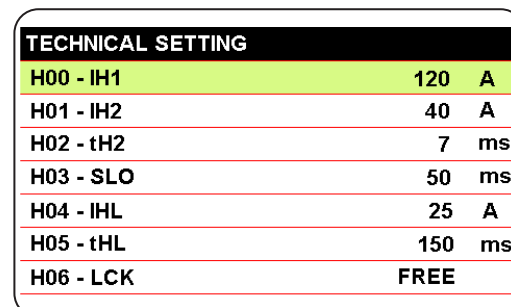 TECHNICAL SETTING
H00 - IH1 120 A
H01 - IH2 40 A
H02 - tH2 7 ms
H03 - SLO 50 ms
H04 - IHL 25 A
H05 - tHL 150 ms
H06 - LCK FREE